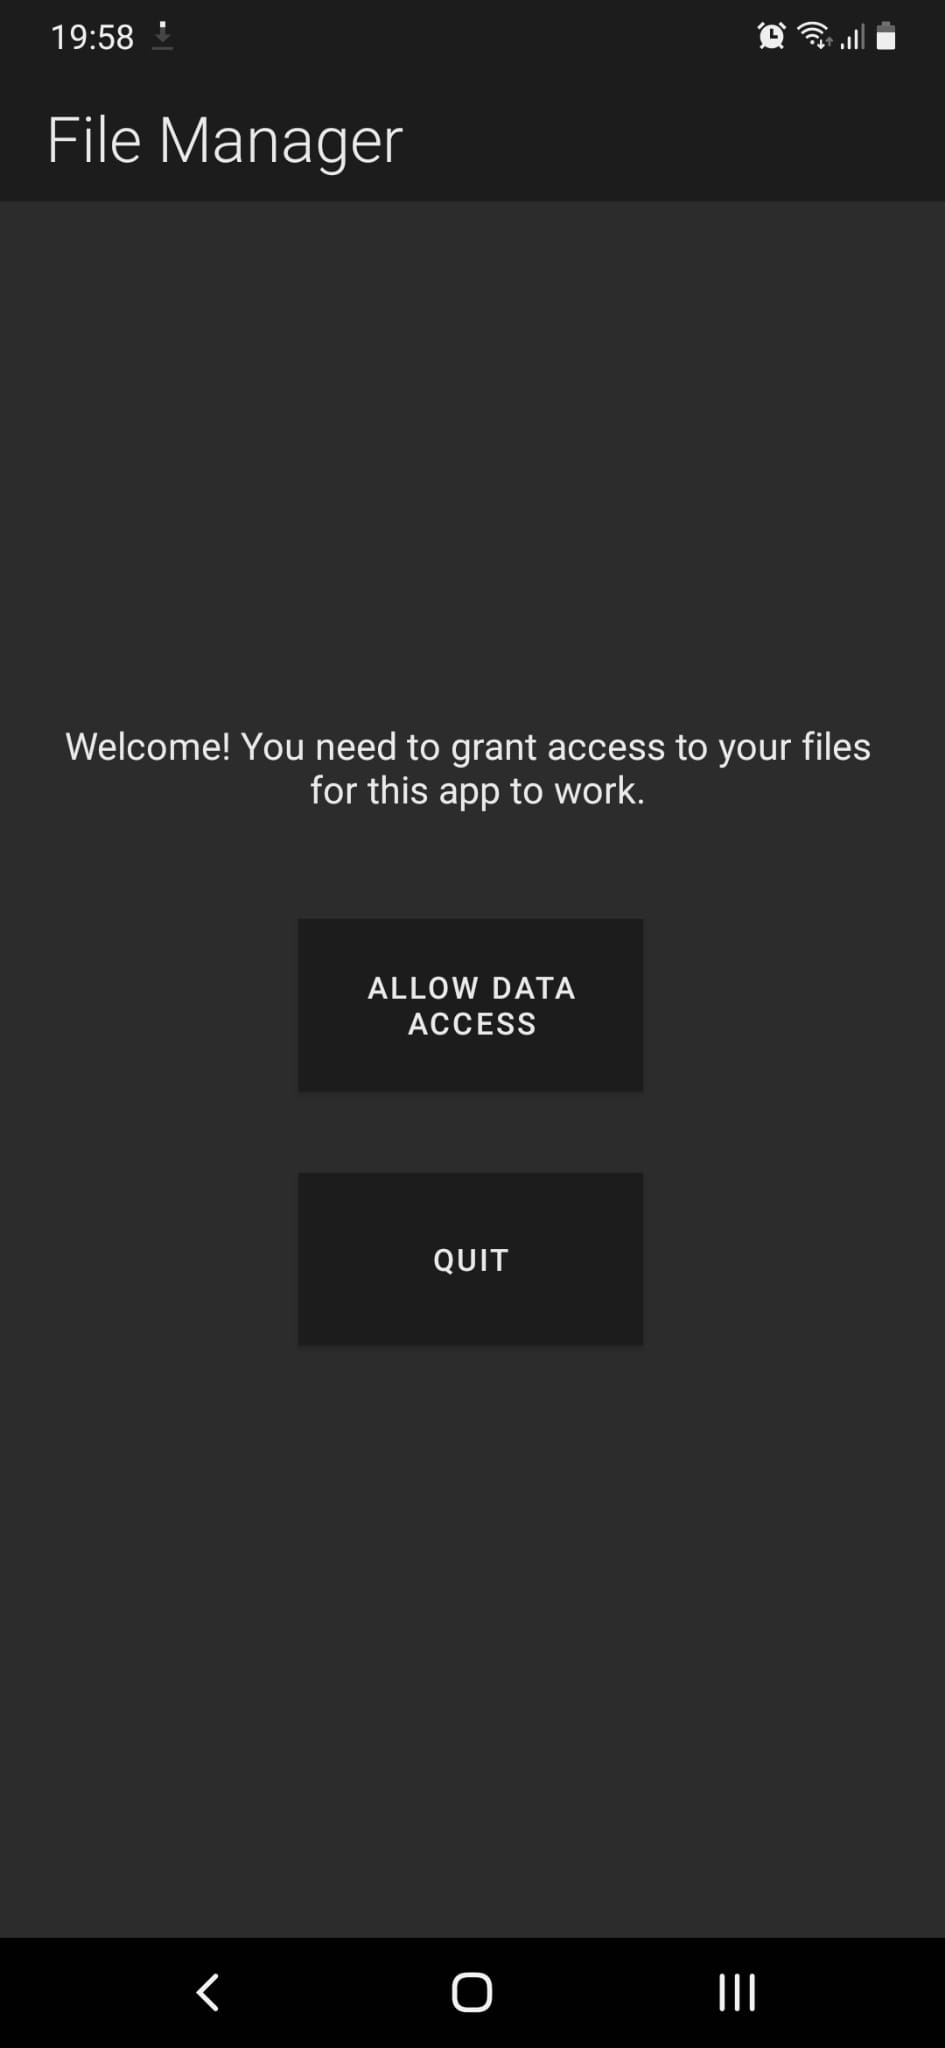 19:58
File Manager
Welcome! You need to grant access to your files
for this app to work.
ALLOW DATA
ACCESS
QUIT